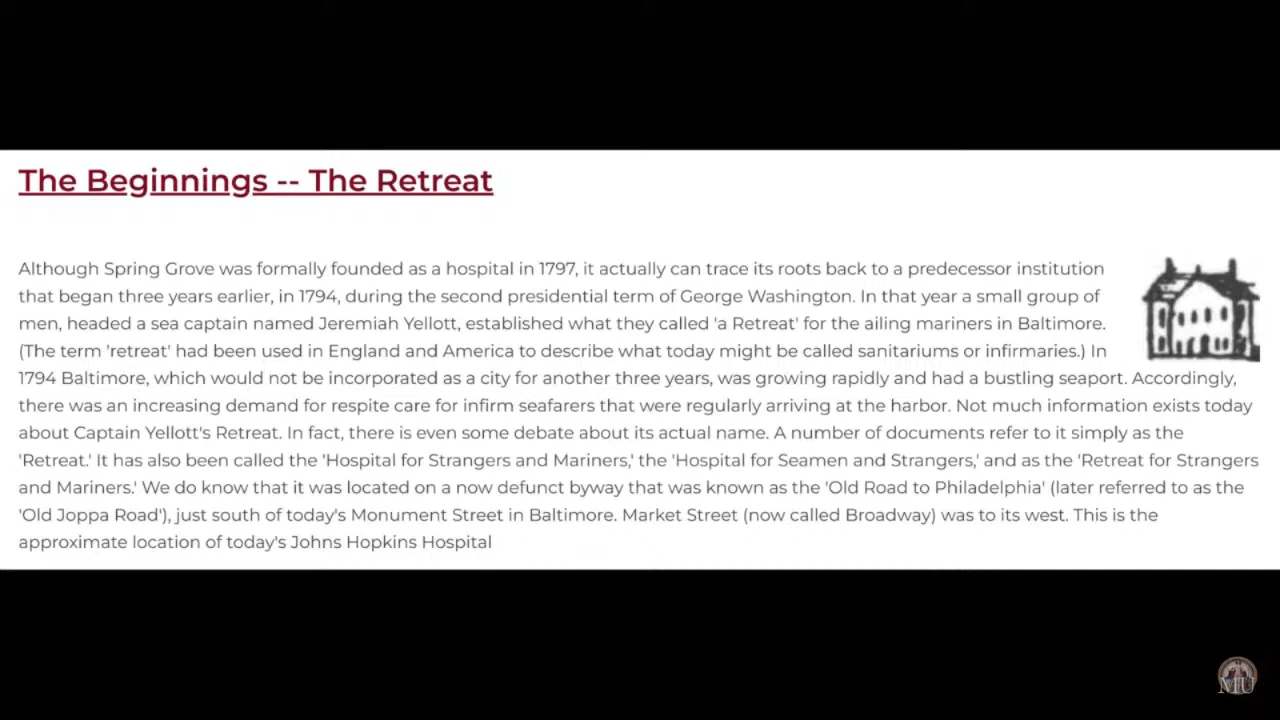 The Beginnings -- The Retreat
Although Spring Grove was formally founded as a hospital in 1797, it actually can trace its roots back to a predecessor institution
that began three years earlier, in 1794, during the second presidential term of George Washington. In that year a small group of
men, headed a sea captain named Jeremiah Yellott, established what they called 'a Retreat' for the ailing mariners in Baltimore.
(The term 'retreat' had been used in England and America to describe what today might be called sanitariums or infirmaries.) In
1794 Baltimore, which would not be incorporated as a city for another three years, was growing rapidly and had a bustling seaport. Accordingly,
there was an increasing demand for respite care for infirm seafarers that were regularly arriving at the harbor. Not much information exists today
about Captain Yellott's Retreat. In fact, there is even some debate about its actual name. A number of documents refer to it simply as the
'Retreat.' It has also been called the 'Hospital for Strangers and Mariners,' the 'Hospital for Seamen and Strangers,' and as the 'Retreat for Strangers
and Mariners.' We do know that it was located on a now defunct byway that was known as the 'Old Road to Philadelphia' (later referred to as the
'Old Joppa Road'), just south of today's Monument Street in Baltimore. Market Street (now called Broadway) was to its west. This is the
approximate location of today's Johns Hopkins Hospital
MU